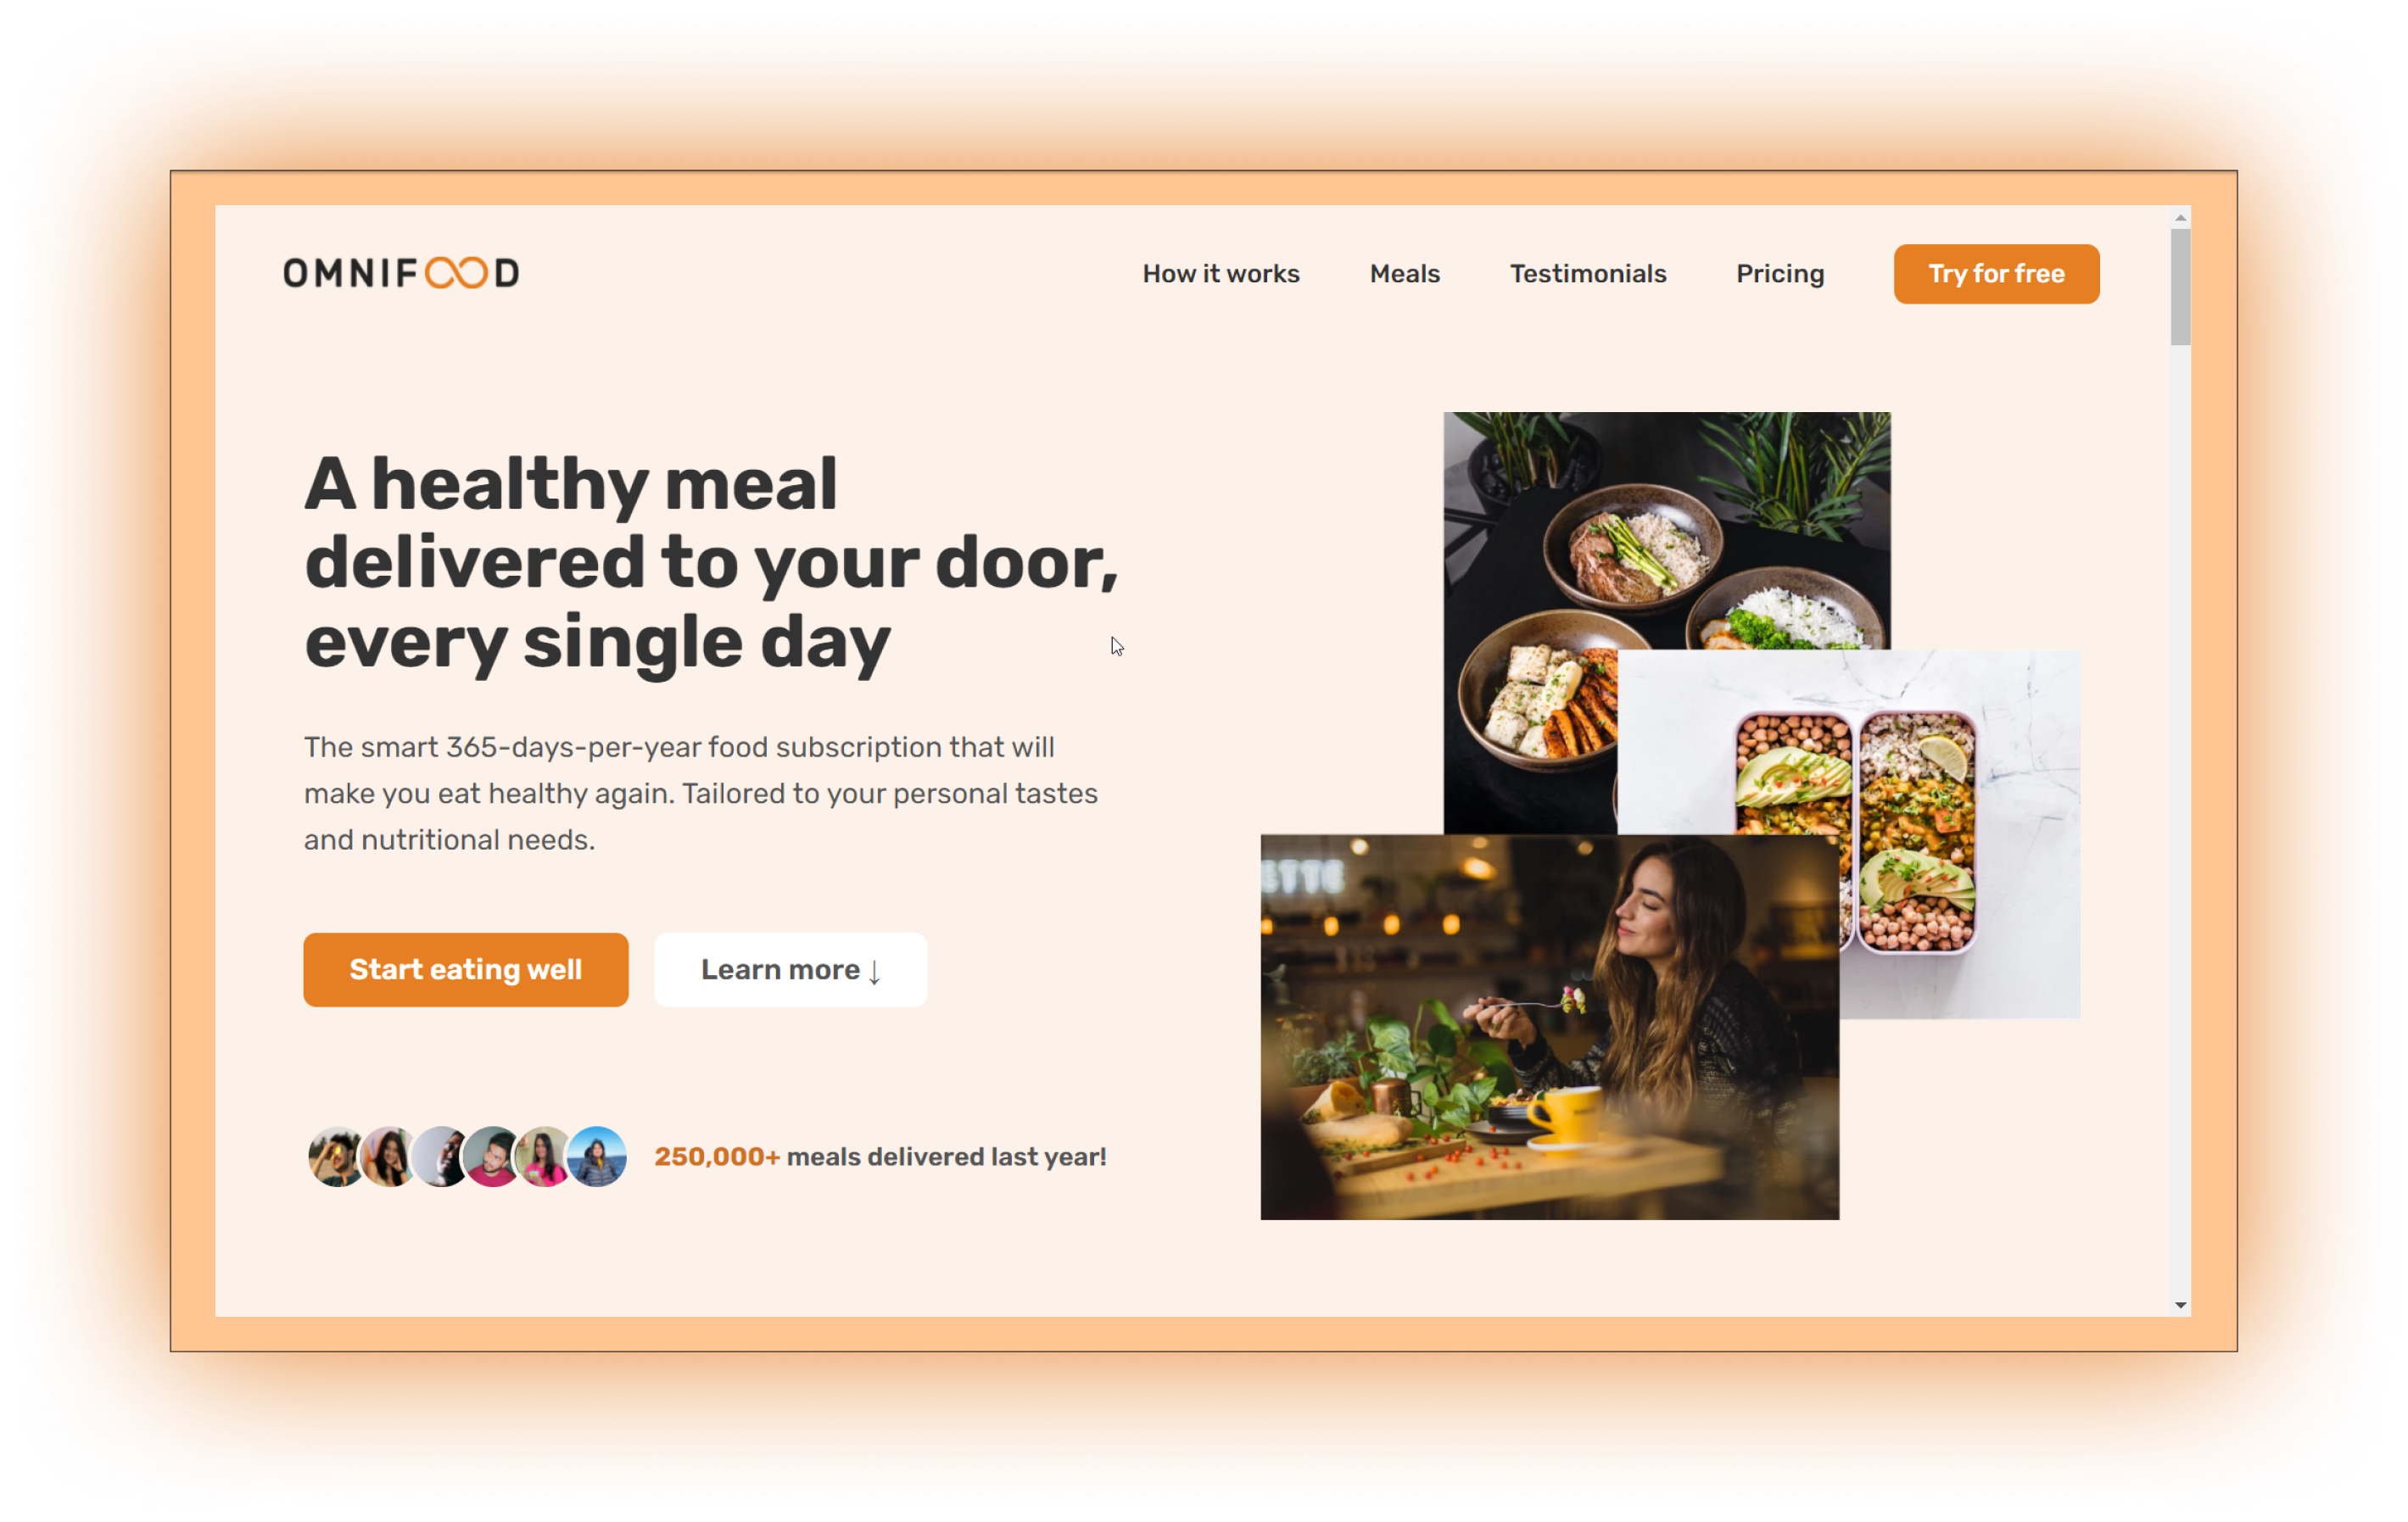 OMNIFOOD
How it works
Meals
Testimonials
Pricing
Try for free
A healthy meal
delivered to your door,
every single day
The smart 365-days-per-year food subscription that will
make you eat healthy again. Tailored to your personal tastes
and nutritional needs.
Start eating well
Learn more ↓
ETTE
250,000+ meals delivered last year!